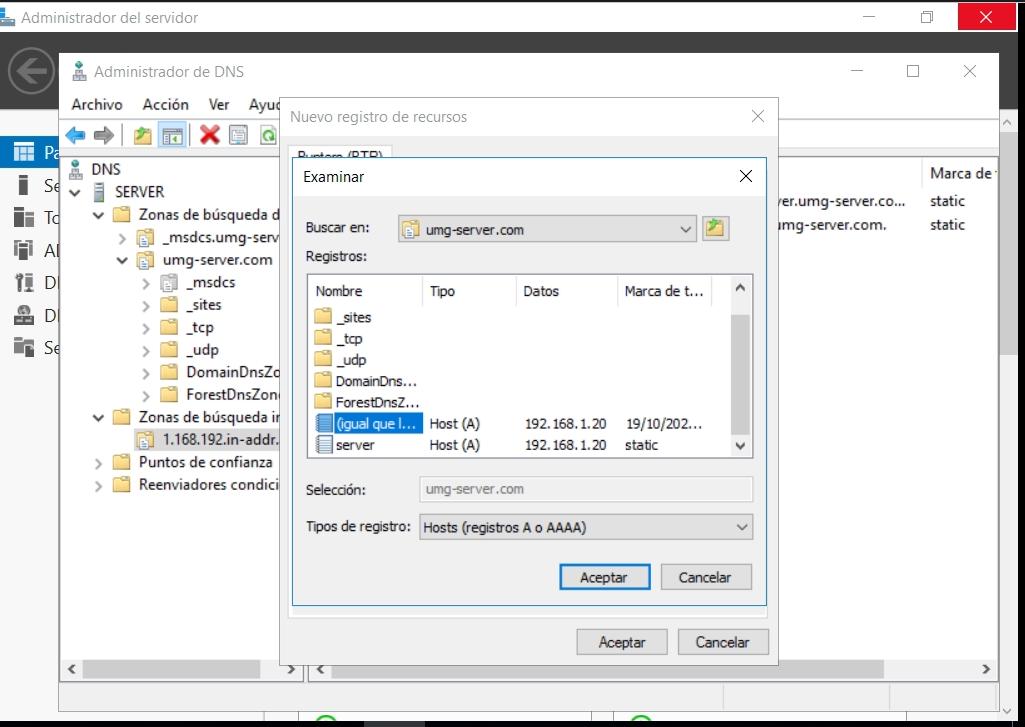 Administrador del servidor
Administrador de DNS
Archivo Acción Ver Ayuc
Nuevo registro de recursos
Puntero (PTR)
Examinar
Buscar en: umg-server.com
Registros:
Nombre Tipo Datos Marca de t...
_sites
_tcp
_udp
DomainDns...
ForestDnsZ...
(igual que l... Host (A) 192.168.1.20 19/10/202...
server Host (A) 192.168.1.20 static
Selección: umg-server.com
Tipos de registro: Hosts (registros A o AAAA)
Aceptar Cancelar
Aceptar Cancelar
DNS
SERVER
Zonas de búsqueda d
_msdcs.umg-serv
umg-server.com
_msdcs
_sites
_tcp
_udp
DomainDnsZo
ForestDnsZone
Zonas de búsqueda in
1.168.192.in-addr.
Puntos de confianza
Reenviadores condici
Marca de
ver.umg-server.co... static
umg-server.com. static
Pa
Se
To
AD
DI
Se